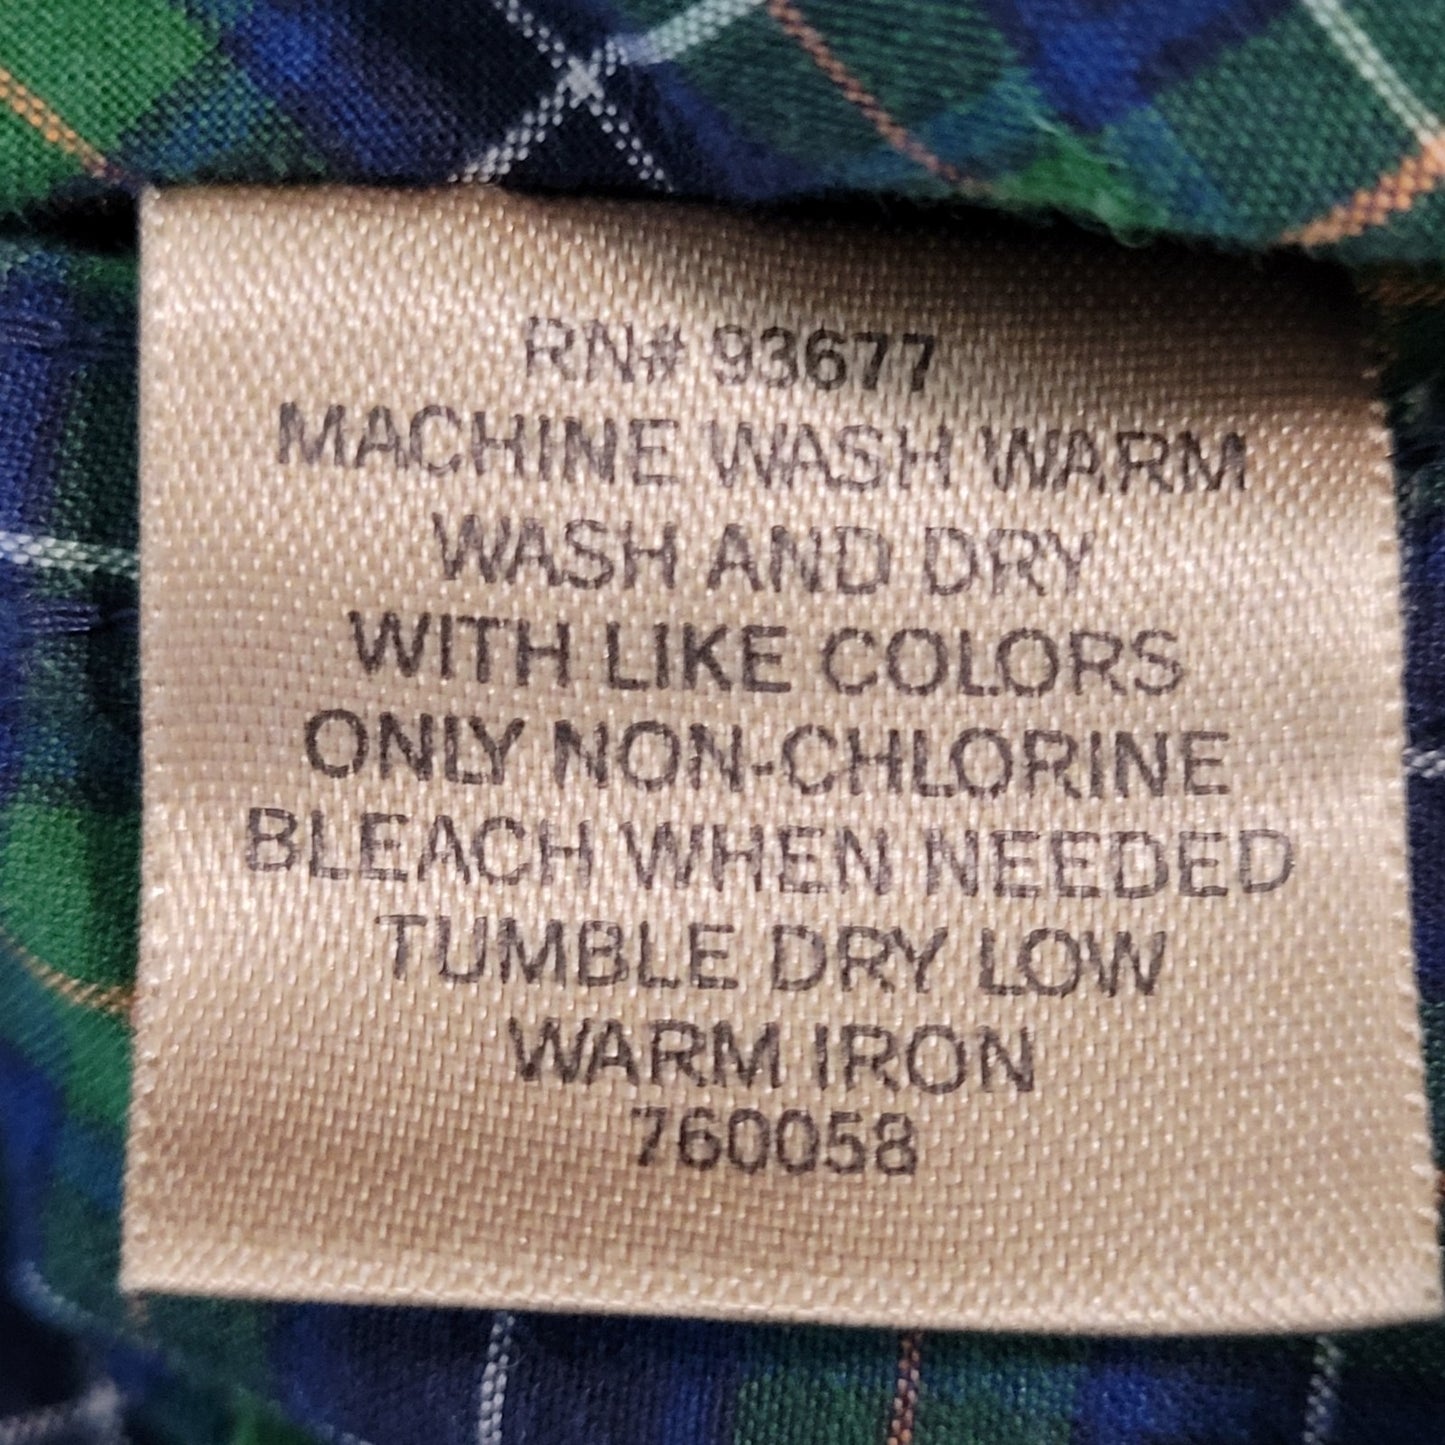 RN# 93677
MACHINE WASH WARM
WASH AND DRY
WITH LIKE COLORS
ONLY NON-CHLORINE
BLEACH WHEN NEEDED
TUMBLE DRY LOW
WARM IRON
760058